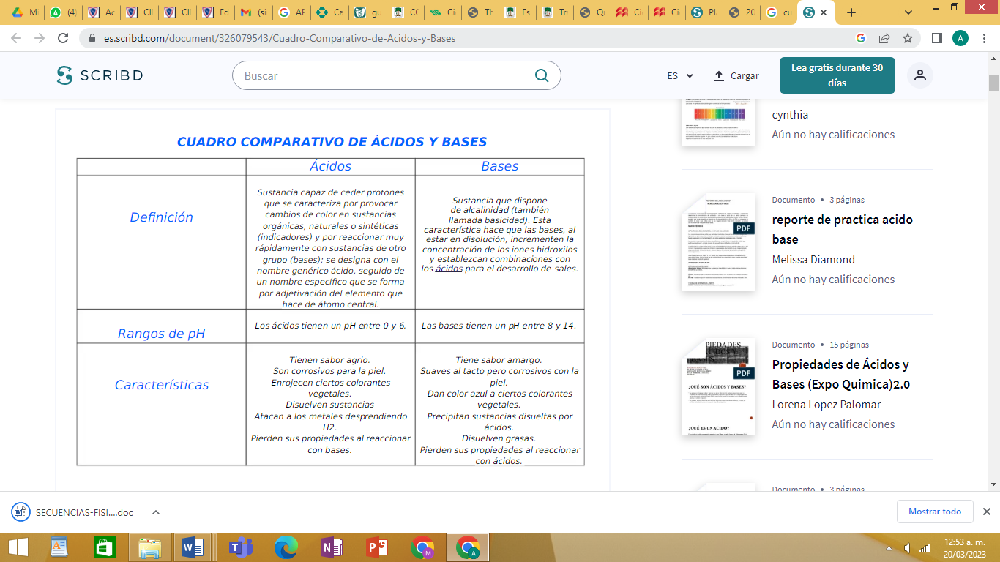 Mi
(4)
Ac
CII
CII
Ed
(si
AF
Ca
gu
CC
Ci
Th
Es
Tra
Qu
Ci
Ci
Pl
20
cu
es.scribd.com/document/326079543/Cuadro-Comparativo-de-Acidos-y-Bases
A
SCRIBD
Buscar
ES
Cargar
Lea gratis durante 30
días
CUADRO COMPARATIVO DE ÁCIDOS Y BASES
Ácidos
Bases
Definición
Sustancia capaz de ceder protones
que se caracteriza por provocar
cambios de color en sustancias
orgánicas, naturales o sintéticas
(indicadores) y por reaccionar muy
rápidamente con sustancias de otro
grupo (bases); se designa con el
nombre genérico ácido, seguido de
un nombre específico que se forma
por adjetivación del elemento que
hace de átomo central.
Sustancia que dispone
de alcalinidad (también
llamada basicidad). Esta
característica hace que las bases, al
estar en disolución, incrementen la
concentración de los iones hidroxilos
y establezcan combinaciones con
los ácidos para el desarrollo de sales.
Rangos de pH
Los ácidos tienen un pH entre 0 y 6.
Las bases tienen un pH entre 8 y 14.
Características
Tienen sabor agrio.
Son corrosivos para la piel.
Enrojecen ciertos colorantes
vegetales.
Disuelven sustancias
Atacan a los metales desprendiendo
H2.
Pierden sus propiedades al reaccionar
con bases.
Tiene sabor amargo.
Suaves al tacto pero corrosivos con la
piel.
Dan color azul a ciertos colorantes
vegetales.
Precipitan sustancias disueltas por
ácidos.
Disuelven grasas.
Pierden sus propiedades al reaccionar
con ácidos.
cynthia
Aún no hay calificaciones
Documento • 3 páginas
PDF
reporte de practica acido
base
Melissa Diamond
Aún no hay calificaciones
Documento • 15 páginas
PDF
¿QUÉ SON ÁCIDOS Y BASES?
¿QUÉ ES UN ACIDO?
Propiedades de Ácidos y
Bases (Expo Quimica)2.0
Lorena Lopez Palomar
Aún no hay calificaciones
Documento • 3 páginas
SECUENCIAS-FISI....doc
Mostrar todo
12:53 a. m.
20/03/2023